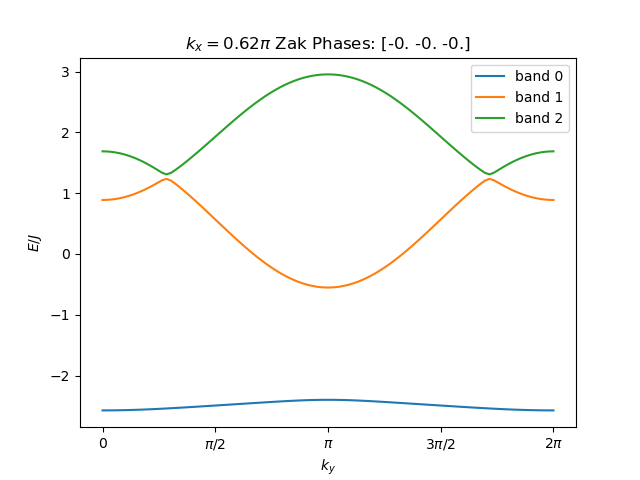 $k_x = 0.62\pi$ Zak Phases: [-0. -0. -0.]
band 0
band 1
band 2
E/J
3
2
1
0
−1
−2
0
π/2
π
3π/2
2π
$k_y$